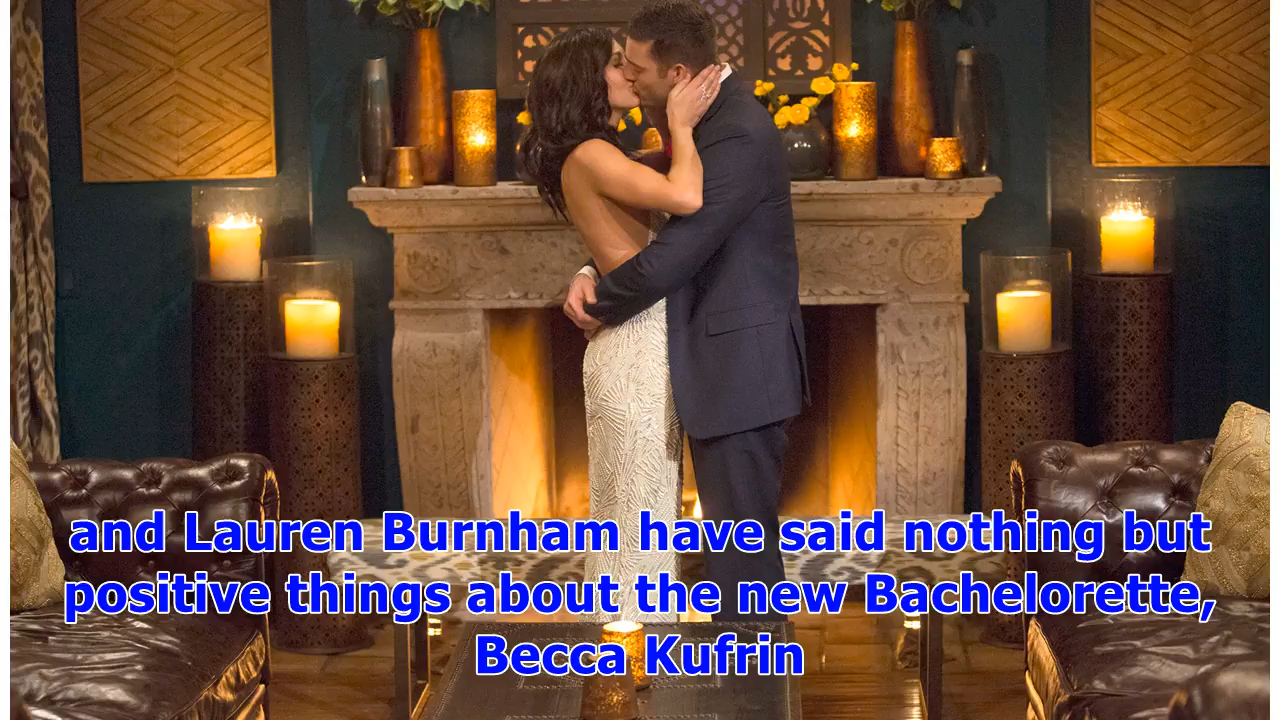 and Lauren Burnham have said nothing but
positive things about the new Bachelorette,
Becca Kufrin